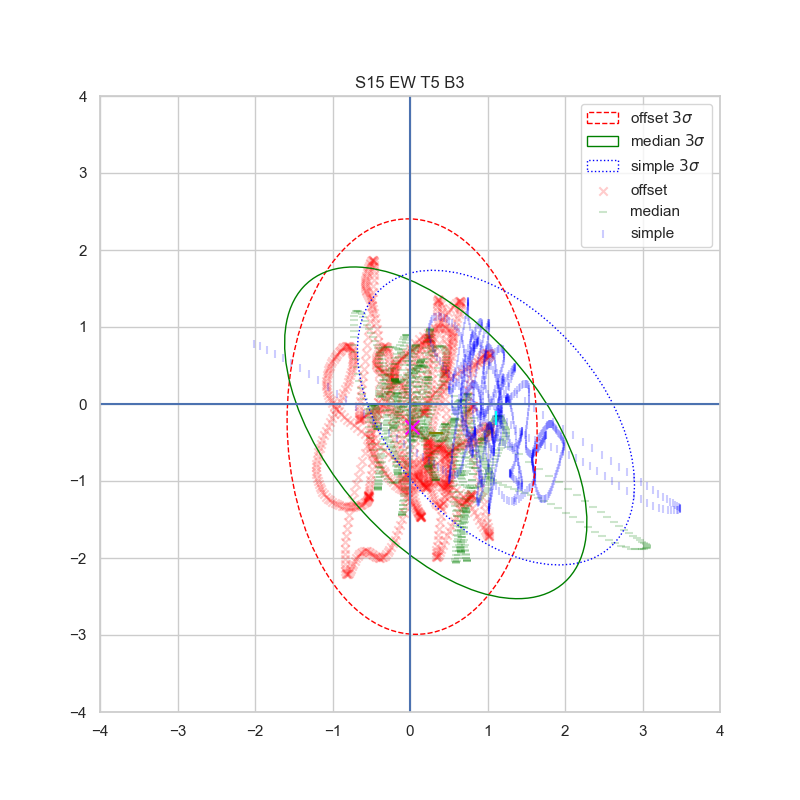 S15 EW T5 B3
4
3
2
1
0
−1
−2
−3
−4
−4
−3
−2
−1
0
1
2
3
4
offset 3σ
median 3σ
simple 3σ
offset
median
simple